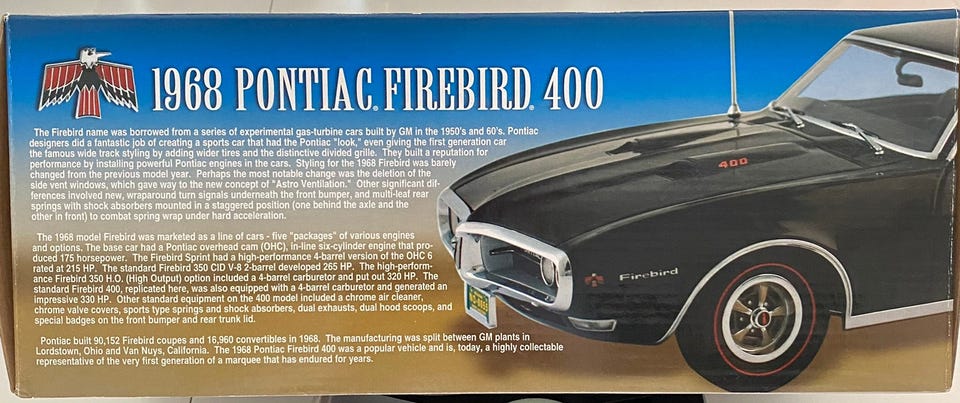 1968 PONTIAC® FIREBIRD® 400
The Firebird name was borrowed from a series of experimental gas-turbine cars built by GM in the 1950's and 60's. Pontiac
designers did a fantastic job of creating a sports car that had the Pontiac "look," even giving the first generation car
the famous wide track styling by adding wider tires and the distinctive divided grille. They built a reputation for
performance by installing powerful Pontiac engines in the cars. Styling for the 1968 Firebird was barely
changed from the previous model year. Perhaps the most notable change was the deletion of the
side vent windows, which gave way to the new concept of "Astro Ventilation." Other significant dif-
ferences involved new, wraparound turn signals underneath the front bumper, and multi-leaf rear
springs with shock absorbers mounted in a staggered position (one behind the axle and the
other in front) to combat spring wrap under hard acceleration.
The 1968 model Firebird was marketed as a line of cars - five "packages" of various engines
and options. The base car had a Pontiac overhead cam (OHC), in-line six-cylinder engine that pro-
duced 175 horsepower. The Firebird Sprint had a high-performance 4-barrel version of the OHC 6
rated at 215 HP. The standard Firebird 350 CID V-8 2-barrel developed 265 HP. The high-perform-
ance Firebird 350 H.O. (High Output) option included a 4-barrel carburetor and put out 320 HP. The
standard Firebird 400, replicated here, was also equipped with a 4-barrel carburetor and generated an
impressive 330 HP. Other standard equipment on the 400 model included a chrome air cleaner,
chrome valve covers, sports type springs and shock absorbers, dual exhausts, dual hood scoops, and
special badges on the front bumper and rear trunk lid.
Pontiac built 90,152 Firebird coupes and 16,960 convertibles in 1968. The manufacturing was split between GM plants in
Lordstown, Ohio and Van Nuys, California. The 1968 Pontiac Firebird 400 was a popular vehicle and is, today, a highly collectable
representative of the very first generation of a marquee that has endured for years.
400
Firebird